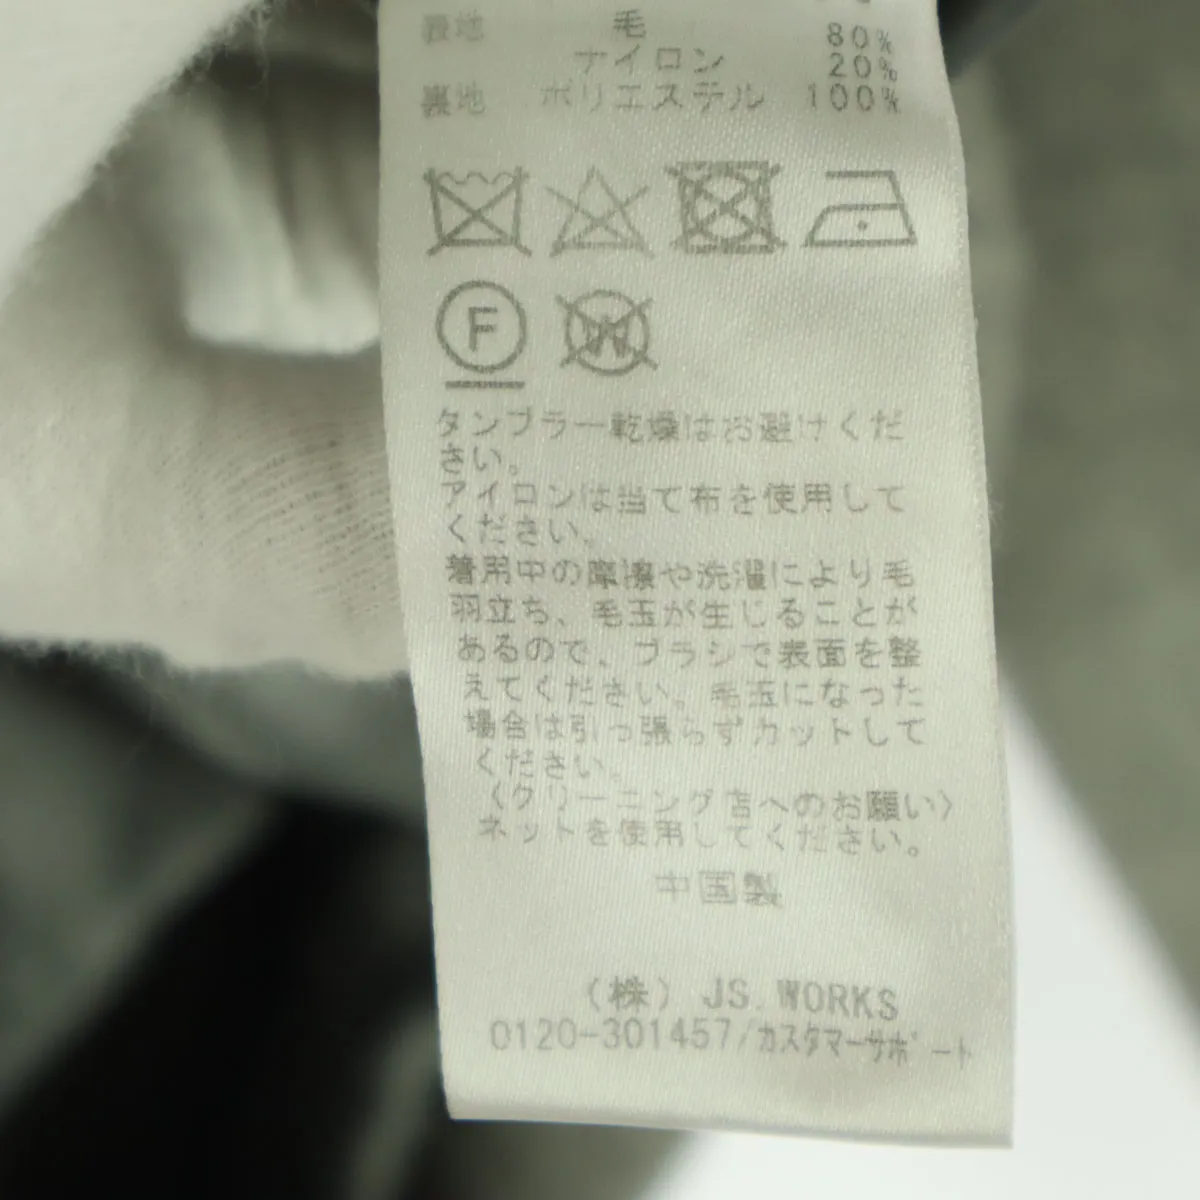 表地 毛 80%
ナイロン 20%
裏地 ポリエステル 100%
F W
タンブラー乾燥はお避けくだ
さい。
アイロンは当て布を使用して
ください。
着用中の摩擦や洗濯により毛
羽立ち、毛玉が生じることが
あるので、ブラシで表面を整
えてください。毛玉になった
場合は引っ張らずカットして
ください。
〈クリーニング店へのお願い〉
ネットを使用してください。
中国製
(株) JS.WORKS
0120-301457/カスタマーサポート